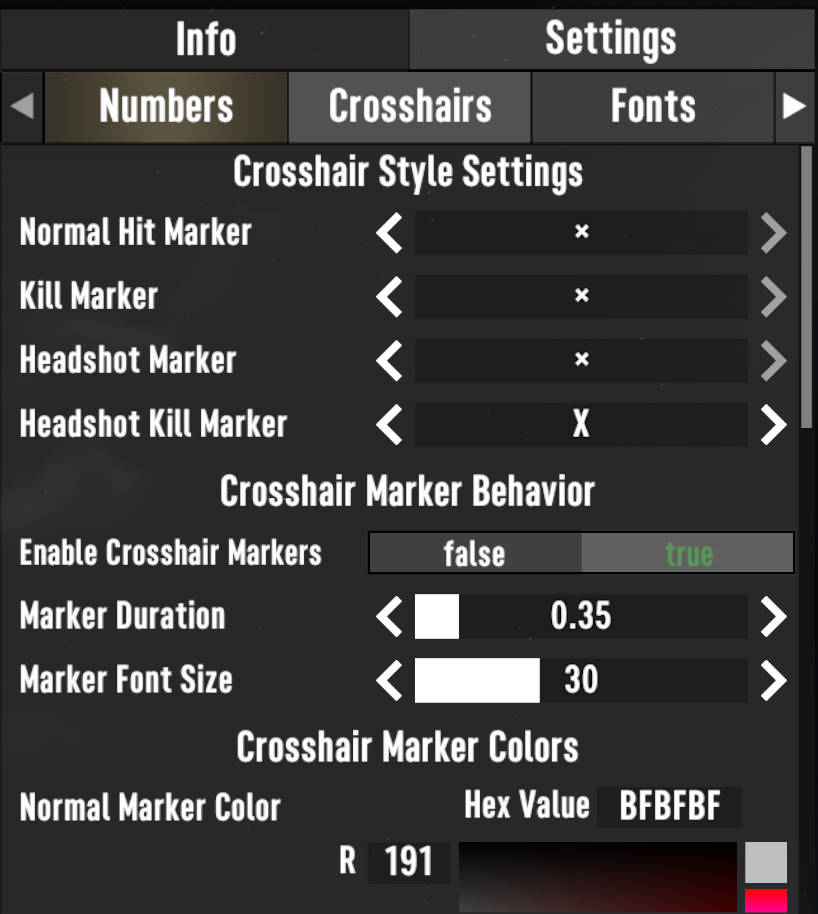 Info Settings
Numbers Crosshairs Fonts
Crosshair Style Settings
Normal Hit Marker ×
Kill Marker ×
Headshot Marker ×
Headshot Kill Marker X
Crosshair Marker Behavior
Enable Crosshair Markers false true
Marker Duration 0.35
Marker Font Size 30
Crosshair Marker Colors
Normal Marker Color Hex Value BFBFBF
R 191